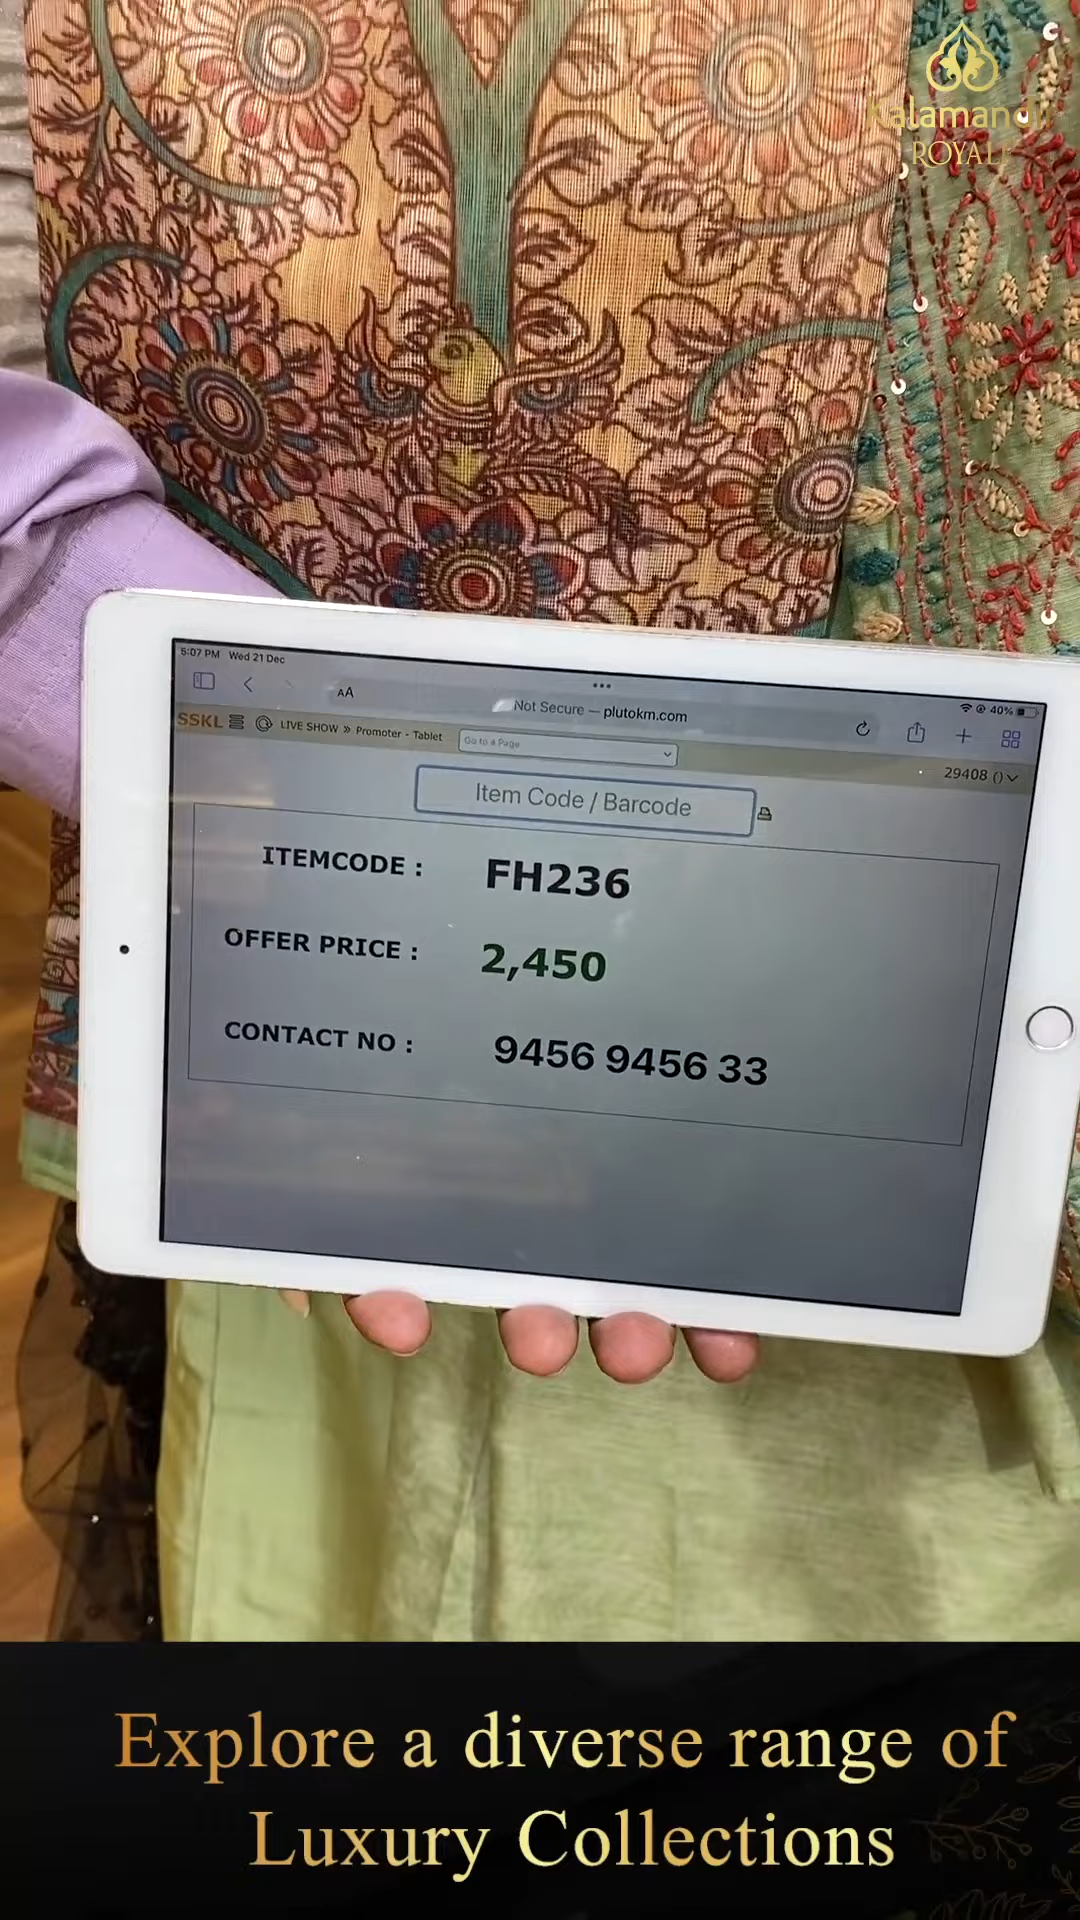 Kalamandir
ROYALE
5:07 PM Wed 21 Dec
40%
AA
Not Secure — plutokm.com
SSKL
LIVE SHOW » Promoter - Tablet
Go to a Page
29408 ()
Item Code / Barcode
ITEMCODE : FH236
OFFER PRICE : 2,450
CONTACT NO : 9456 9456 33
Explore a diverse range of
Luxury Collections